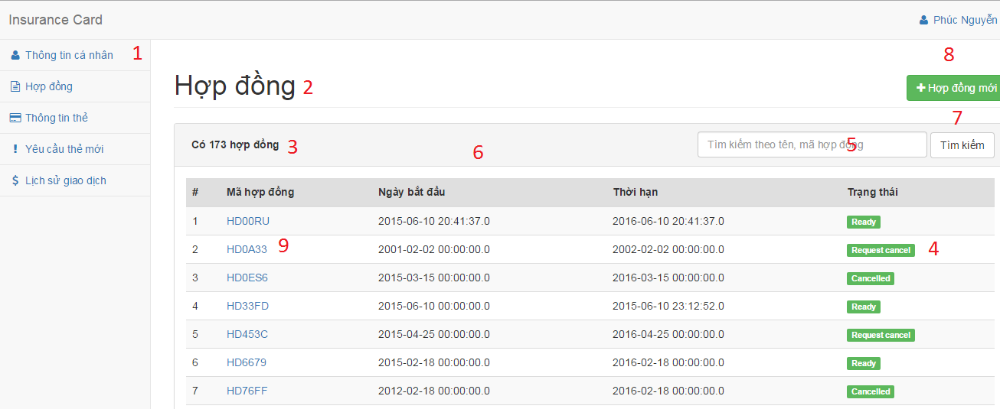 Insurance Card
Phúc Nguyễn
Thông tin cá nhân 1
Hợp đồng
Thông tin thẻ
Yêu cầu thẻ mới
Lịch sử giao dịch
8
Hợp đồng 2
Hợp đồng mới
7
Có 173 hợp đồng 3
6
Tìm kiếm theo tên, mã hợp đồng
5
Tìm kiếm
# Mã hợp đồng Ngày bắt đầu Thời hạn Trạng thái
1 HD00RU 2015-06-10 20:41:37.0 2016-06-10 20:41:37.0 Ready
2 HD0A33 9 2001-02-02 00:00:00.0 2002-02-02 00:00:00.0 Request cancel 4
3 HD0ES6 2015-03-15 00:00:00.0 2016-03-15 00:00:00.0 Cancelled
4 HD33FD 2015-06-10 00:00:00.0 2015-06-10 23:12:52.0 Ready
5 HD453C 2015-04-25 00:00:00.0 2016-04-25 00:00:00.0 Request cancel
6 HD6679 2015-02-18 00:00:00.0 2016-02-18 00:00:00.0 Ready
7 HD76FF 2012-02-18 00:00:00.0 2016-02-18 00:00:00.0 Cancelled